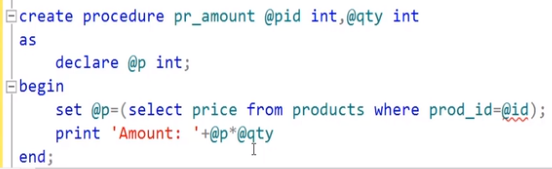 create procedure pr_amount @pid int,@qty int
as
    declare @p int;
begin
    set @p=(select price from products where prod_id=@id);
    print 'Amount: '+@p*@qty
end;